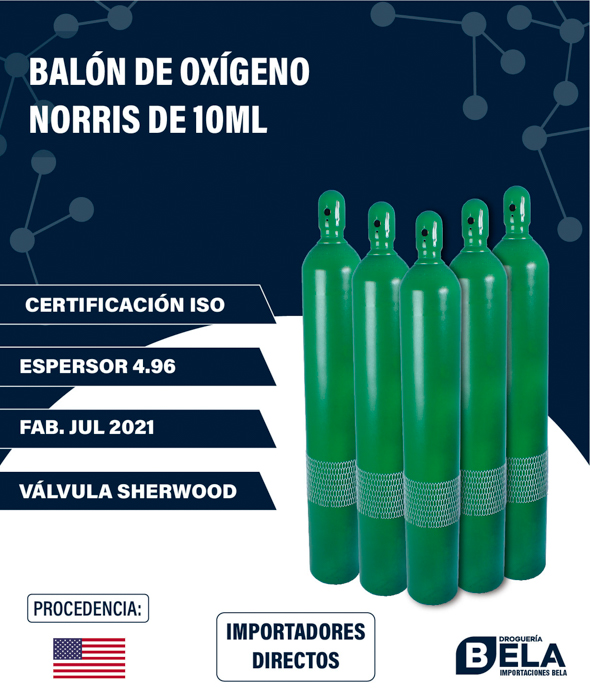 BALÓN DE OXÍGENO
NORRIS DE 10ML
CERTIFICACIÓN ISO
ESPERSOR 4.96
FAB. JUL 2021
VÁLVULA SHERWOOD
PROCEDENCIA:
IMPORTADORES
DIRECTOS
DROGUERÍA
BELA
IMPORTACIONES BELA